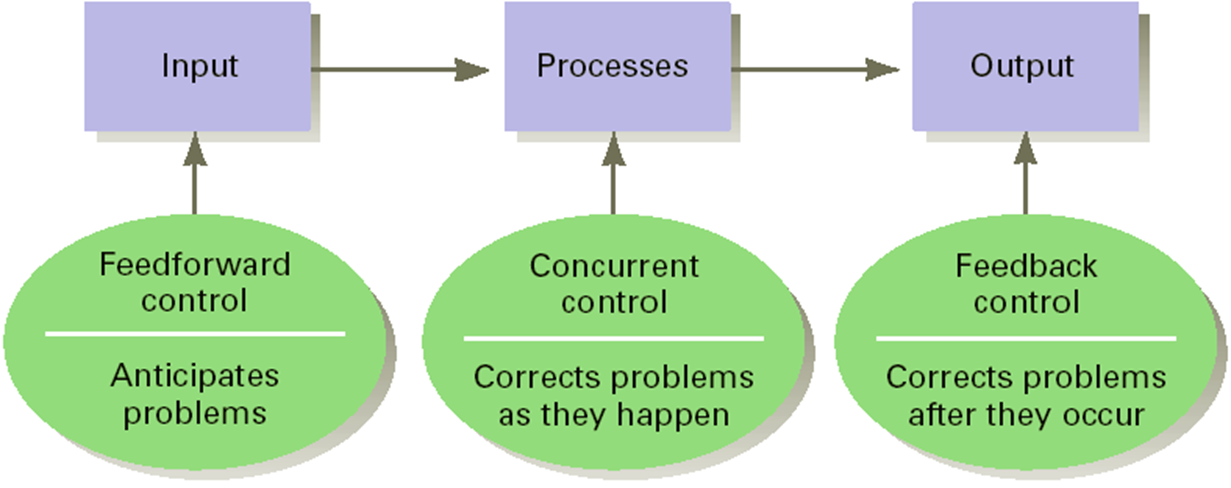 Input
Processes
Output
Feedforward
control
Anticipates
problems
Concurrent
control
Corrects problems
as they happen
Feedback
control
Corrects problems
after they occur